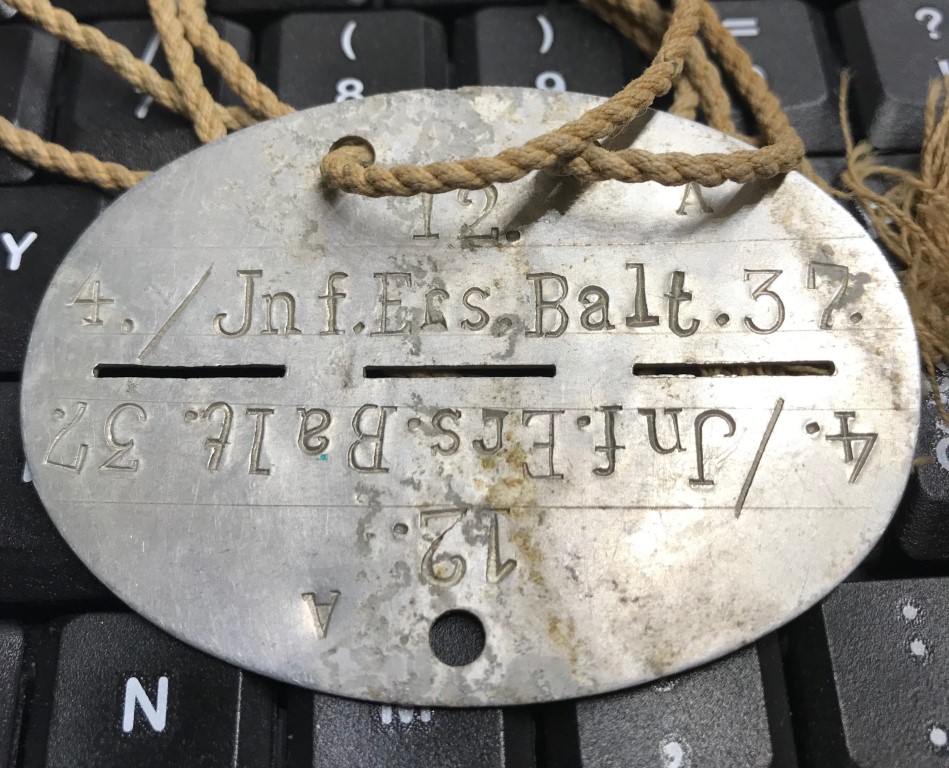 ( )
8 9 =
?
Y
12. A
4./Jnf.Ers.Balt.37.
4./Jnf.Ers.Balt.37.
12.
A
N M ,